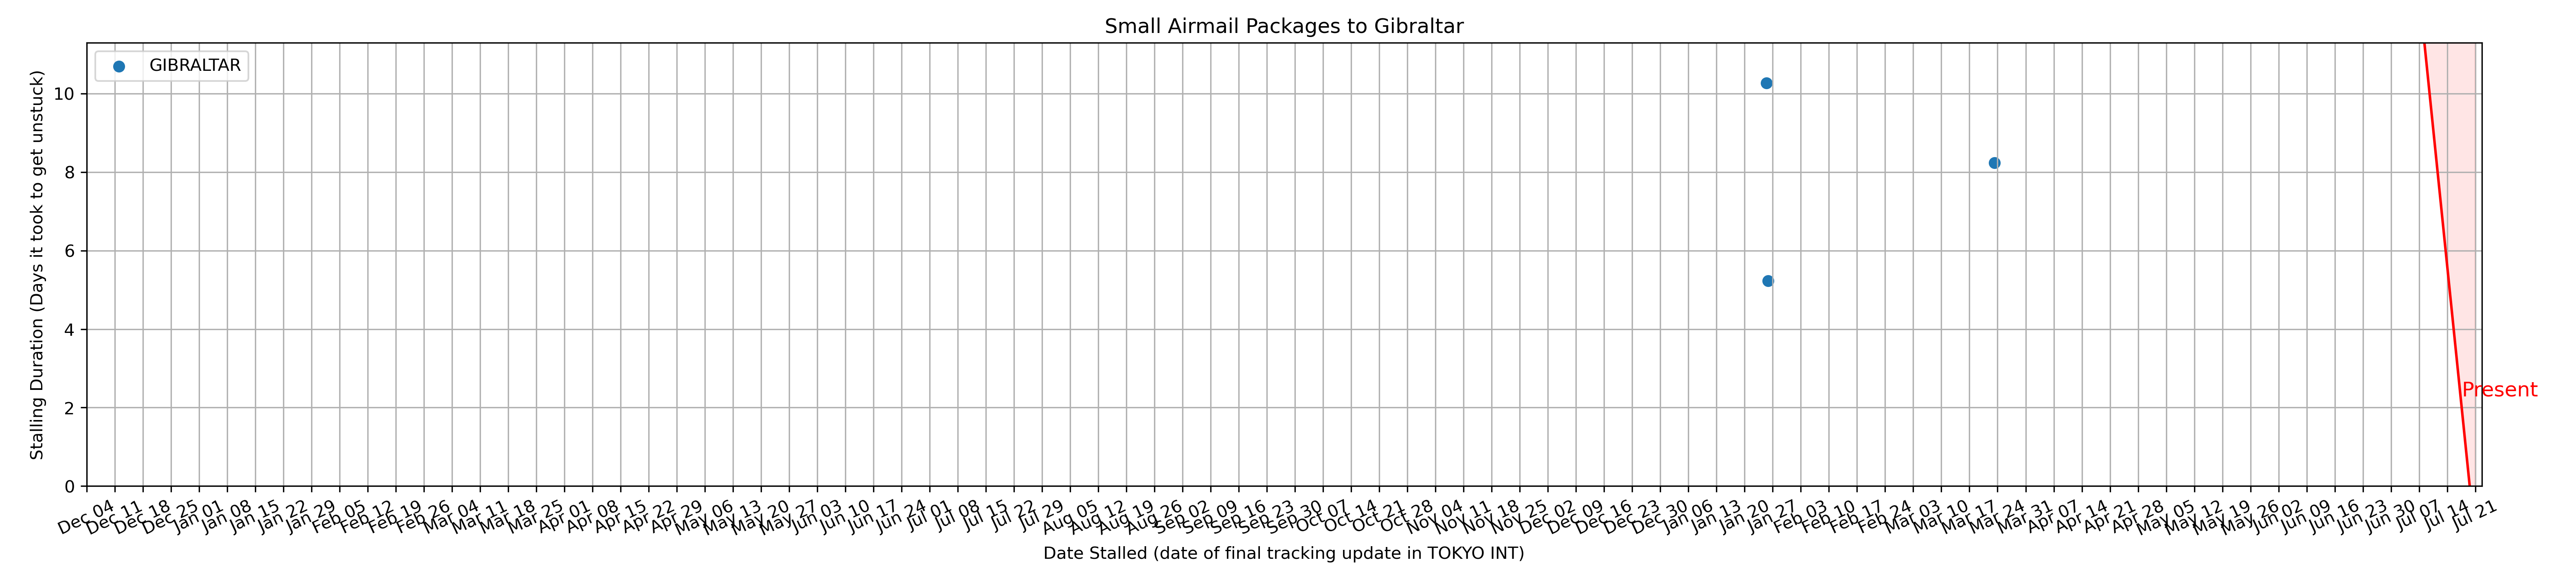 Small Airmail Packages to Gibraltar
GIBRALTAR
Stalling Duration (Days it took to get unstuck)
10
8
6
4
2
0
Present
Dec 04
Dec 11
Dec 18
Dec 25
Jan 01
Jan 08
Jan 15
Jan 22
Jan 29
Feb 05
Feb 12
Feb 19
Feb 26
Mar 04
Mar 11
Mar 18
Mar 25
Apr 01
Apr 08
Apr 15
Apr 22
Apr 29
May 06
May 13
May 20
May 27
Jun 03
Jun 10
Jun 17
Jun 24
Jul 01
Jul 08
Jul 15
Jul 22
Jul 29
Aug 05
Aug 12
Aug 19
Aug 26
Sep 02
Sep 09
Sep 16
Sep 23
Sep 30
Oct 07
Oct 14
Oct 21
Oct 28
Nov 04
Nov 11
Nov 18
Nov 25
Dec 02
Dec 09
Dec 16
Dec 23
Dec 30
Jan 06
Jan 13
Jan 20
Jan 27
Feb 03
Feb 10
Feb 17
Feb 24
Mar 03
Mar 10
Mar 17
Mar 24
Mar 31
Apr 07
Apr 14
Apr 21
Apr 28
May 05
May 12
May 19
May 26
Jun 02
Jun 09
Jun 16
Jun 23
Jun 30
Jul 07
Jul 14
Jul 21
Date Stalled (date of final tracking update in TOKYO INT)